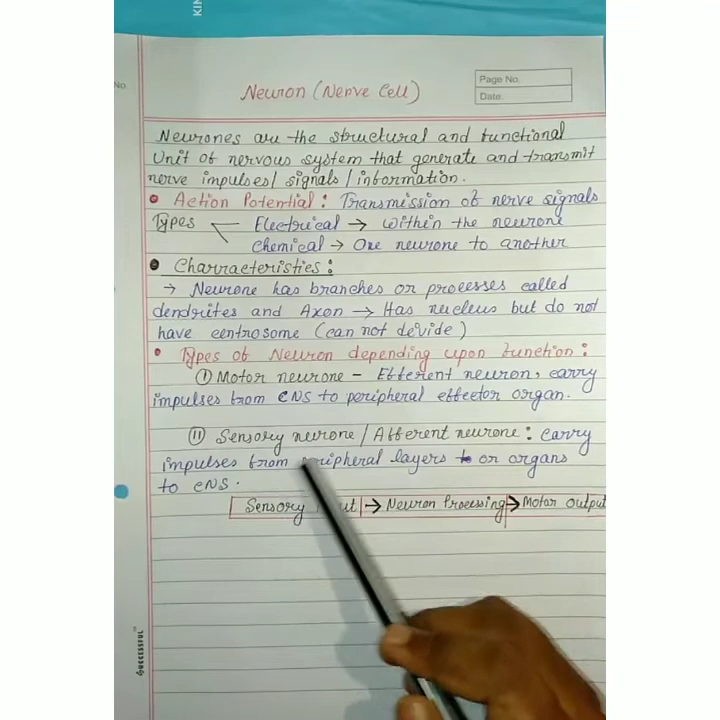 KIN
No.
Page No.
Date:
Neuron (Nerve Cell)
Neurones are the structural and functional
Unit of nervous system that generate and transmit
nerve impulses/ signals / information.
• Action Potential : Transmission of nerve signals
Types Electrical → Within the neurone
Chemical → One neurone to another
• Charracteristies :
→ Neurone has branches or processes called
dendrites and Axon → Has nucleus but do not
have centrosome (can not devide)
• Types of Neuron depending upon function :
(I) Motor neurone - Efferent neuron, carry
impulses from CNS to peripheral effector organ.
(II) Sensory neurone / Afferent neurone : carry
impulses from peripheral layers or organs
to CNS.
Sensory → Neuron Processing → Motor output
SUCCESSFUL